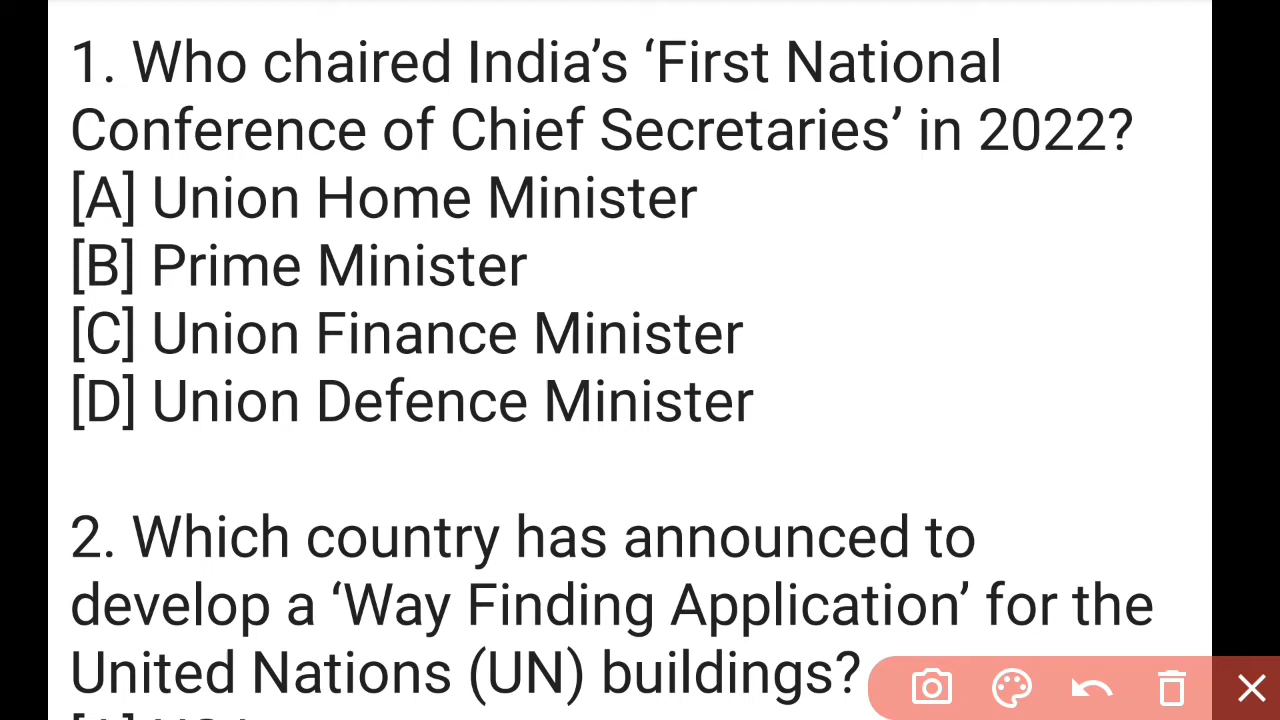 1. Who chaired India’s ‘First National
Conference of Chief Secretaries’ in 2022?
[A] Union Home Minister
[B] Prime Minister
[C] Union Finance Minister
[D] Union Defence Minister
2. Which country has announced to
develop a ‘Way Finding Application’ for the
United Nations (UN) buildings?